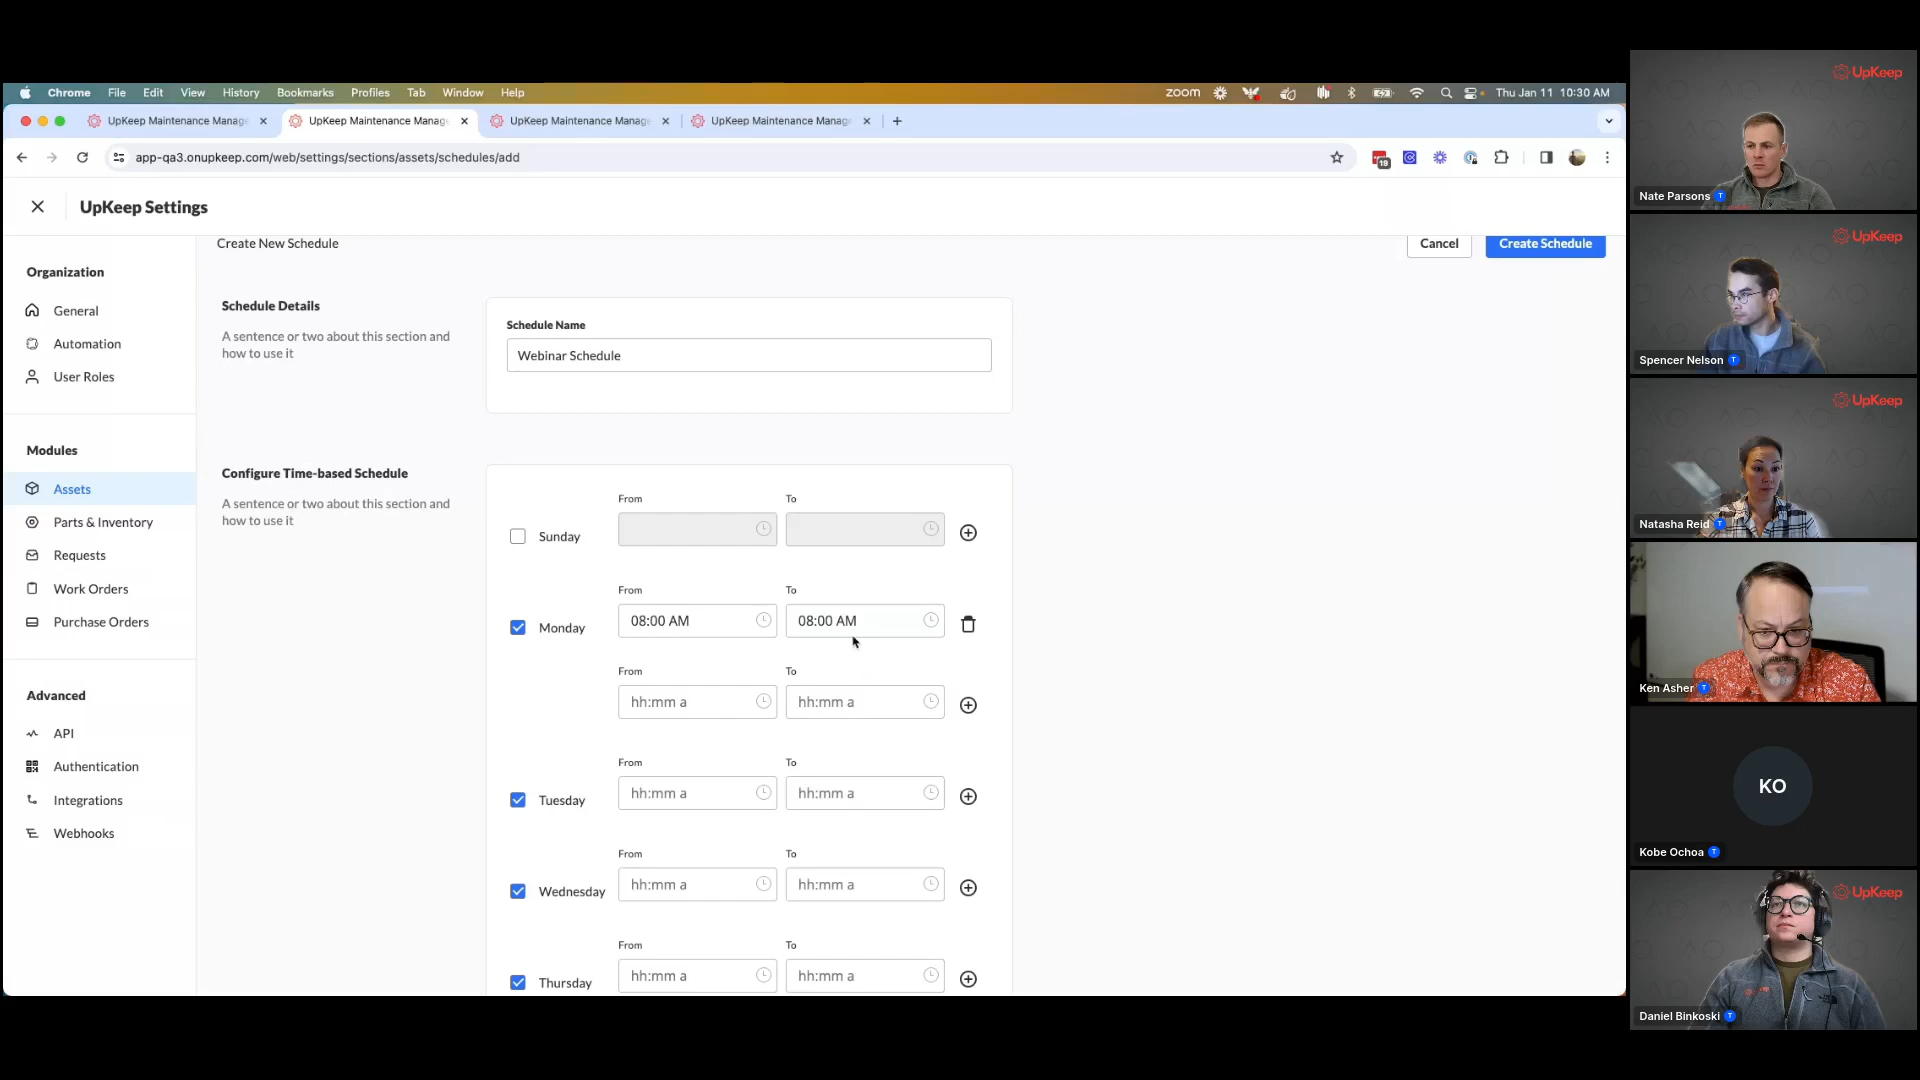 Chrome File Edit View History Bookmarks Profiles Tab Window Help
zoom
Thu Jan 11 10:30 AM
UpKeep Maintenance Manage
UpKeep Maintenance Manage
UpKeep Maintenance Manage
UpKeep Maintenance Manage
app-qa3.onupkeep.com/web/settings/sections/assets/schedules/add
19
UpKeep Settings
Organization
General
Automation
User Roles
Modules
Assets
Parts & Inventory
Requests
Work Orders
Purchase Orders
Advanced
API
Authentication
Integrations
Webhooks
Create New Schedule
Cancel
Create Schedule
Schedule Details
A sentence or two about this section and
how to use it
Schedule Name
Webinar Schedule
Configure Time-based Schedule
A sentence or two about this section and
how to use it
From To
Sunday
From To
Monday 08:00 AM 08:00 AM
From To
hh:mm a hh:mm a
From To
Tuesday hh:mm a hh:mm a
From To
Wednesday hh:mm a hh:mm a
From To
Thursday hh:mm a hh:mm a
UpKeep
Nate Parsons T
UpKeep
Spencer Nelson T
UpKeep
Natasha Reid T
Ken Asher T
KO
Kobe Ochoa T
UpKeep
Daniel Binkoski T